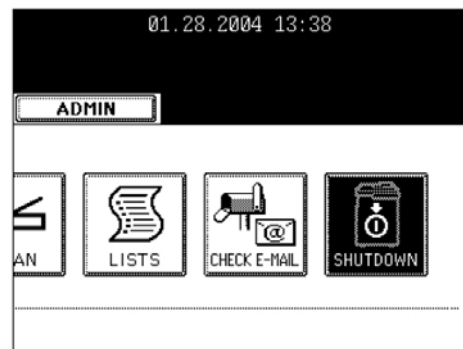 01.28.2004 13:38
ADMIN
AN LISTS CHECK E-MAIL SHUTDOWN
@